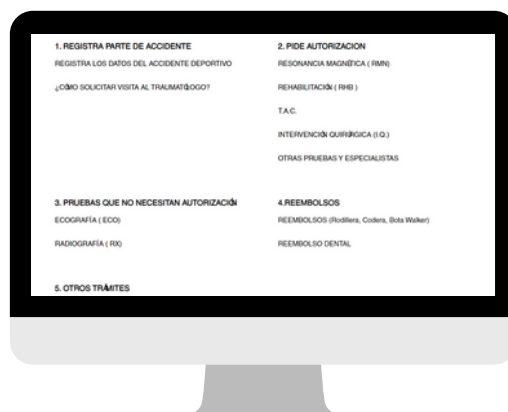 1. REGISTRA PARTE DE ACCIDENTE
REGISTRA LOS DATOS DEL ACCIDENTE DEPORTIVO
¿CÓMO SOLICITAR VISITA AL TRAUMATÓLOGO?
2. PIDE AUTORIZACION
RESONANCIA MAGNÉTICA ( RMN)
REHABILITACIÓN ( RHB )
T.A.C.
INTERVENCIÓN QUIRÚRGICA (I.Q.)
OTRAS PRUEBAS Y ESPECIALISTAS
3. PRUEBAS QUE NO NECESITAN AUTORIZACIÓN
ECOGRAFÍA ( ECO)
RADIOGRAFÍA ( RX)
4.REEMBOLSOS
REEMBOLSOS (Rodillera, Codera, Bota Walker)
REEMBOLSO DENTAL
5. OTROS TRÁMITES